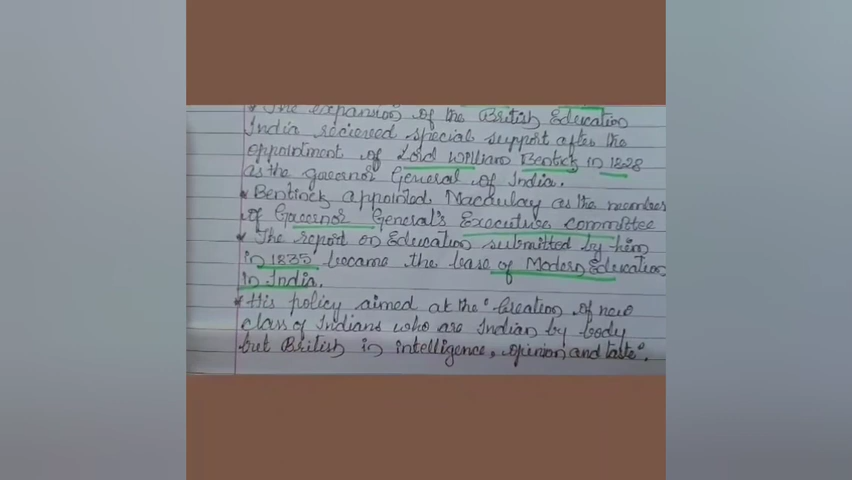 * The expansion of the British Education
India recieved special support after the
appointment of Lord William Bentick in 1828
as the governor General of India.
* Bentinck appointed Macaulay as the member
of Governor General's Executive committee
* The report on Education submitted by him
in 1835 became the base of Modern Education
in India.
* His policy aimed at the "Creation of new
class of Indians who are Indian by body
but British in intelligence, opinion and taste".